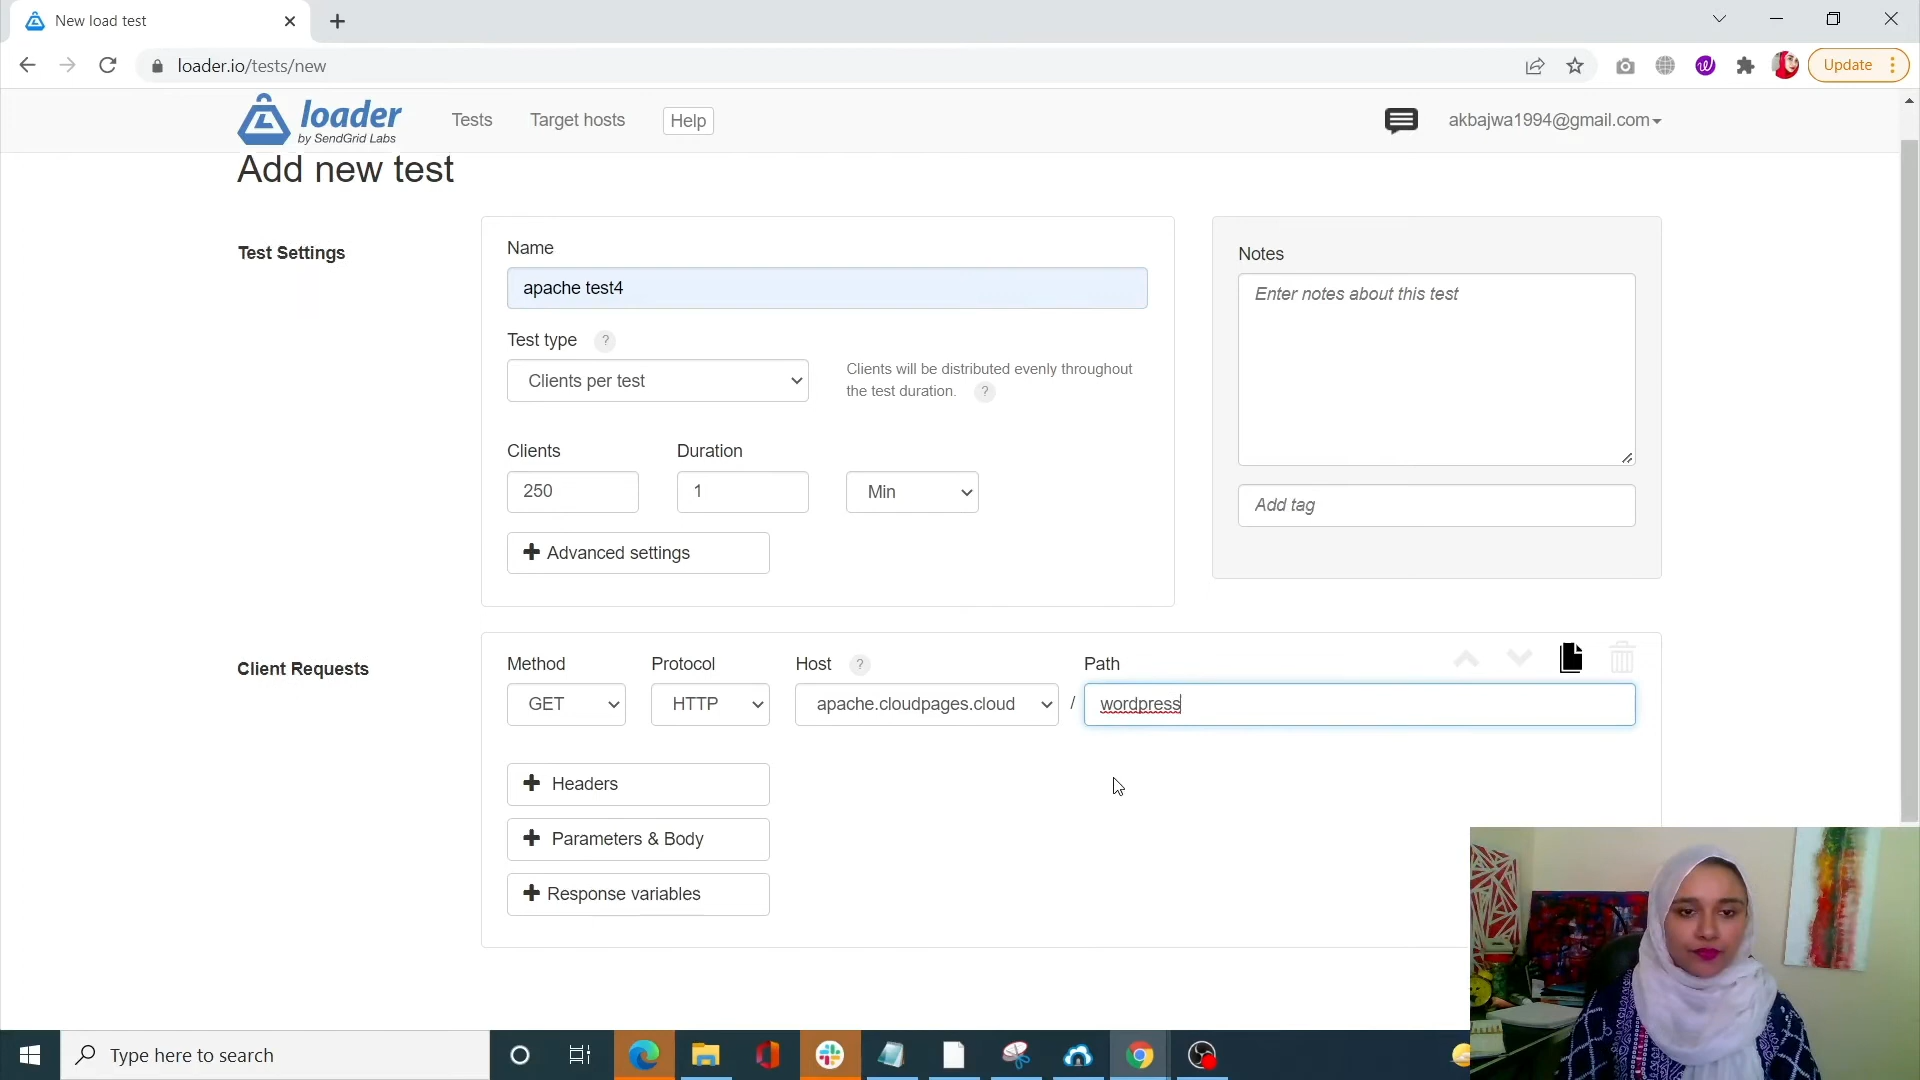 New load test
loader.io/tests/new
Update
loader
by SendGrid Labs
Tests
Target hosts
Help
akbajwa1994@gmail.com
Add new test
Test Settings
Name
apache test4
Test type ?
Clients per test
Clients will be distributed evenly throughout
the test duration. ?
Clients
Duration
250
1
Min
+ Advanced settings
Notes
Enter notes about this test
Add tag
Client Requests
Method
Protocol
Host ?
Path
GET
HTTP
apache.cloudpages.cloud
/
wordpress
+ Headers
+ Parameters & Body
+ Response variables
Type here to search